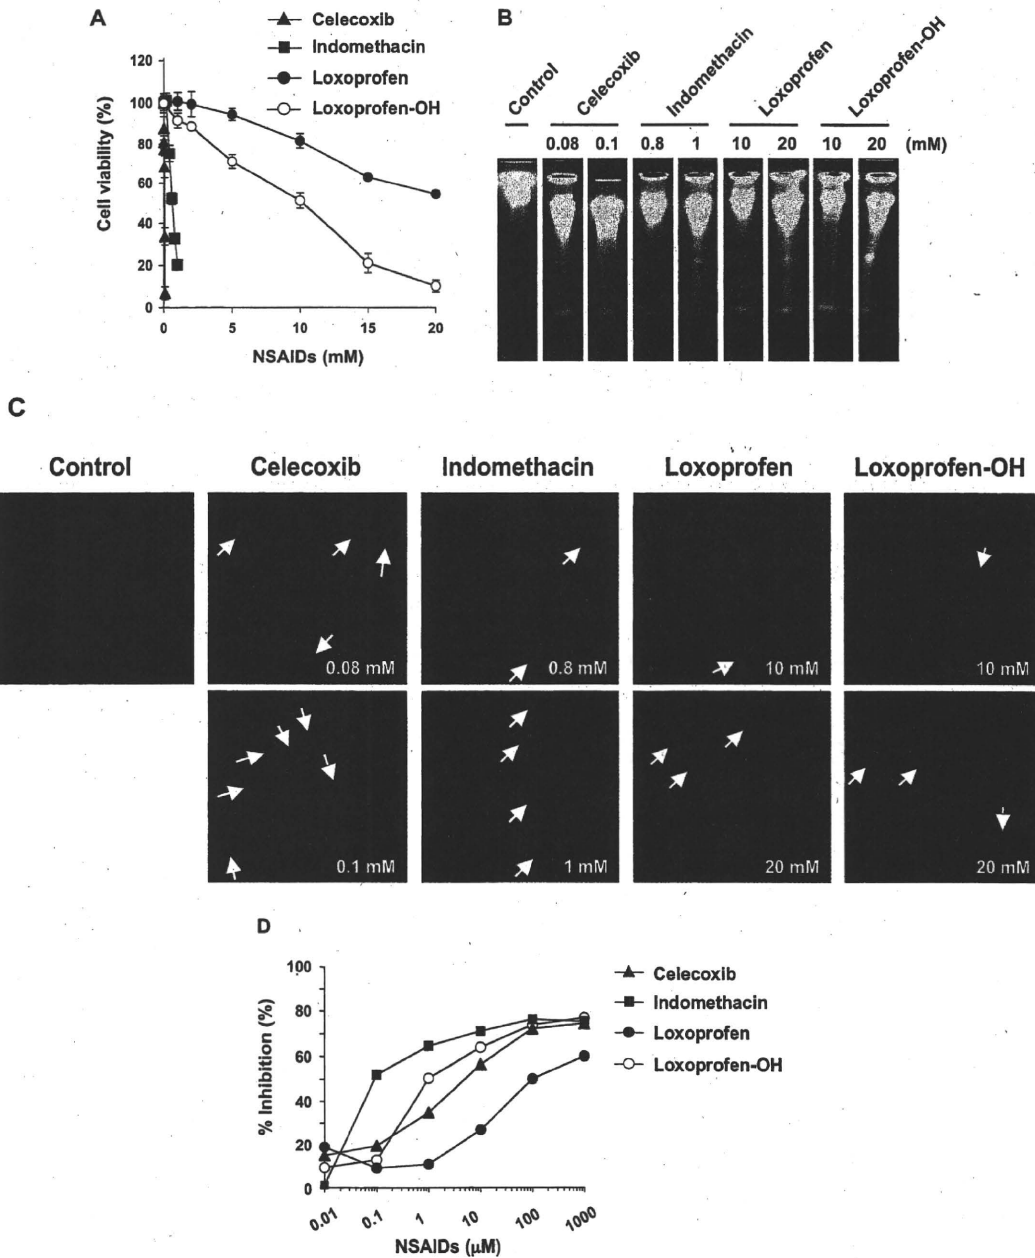 A
Celecoxib
Indomethacin
Loxoprofen
Loxoprofen-OH
120
100
80
60
40
20
0
Cell viability (%)
0 5 10 15 20
NSAIDs (mM)
B
Control Celecoxib Indomethacin Loxoprofen Loxoprofen-OH
0.08 0.1 0.8 1 10 20 10 20 (mM)
C
Control Celecoxib Indomethacin Loxoprofen Loxoprofen-OH
0.08 mM 0.8 mM 10 mM 10 mM
0.1 mM 1 mM 20 mM 20 mM
D
100
80
60
40
20
0
% Inhibition (%)
0.01 0.1 1 10 100 1000
NSAIDs (μM)
Celecoxib
Indomethacin
Loxoprofen
Loxoprofen-OH